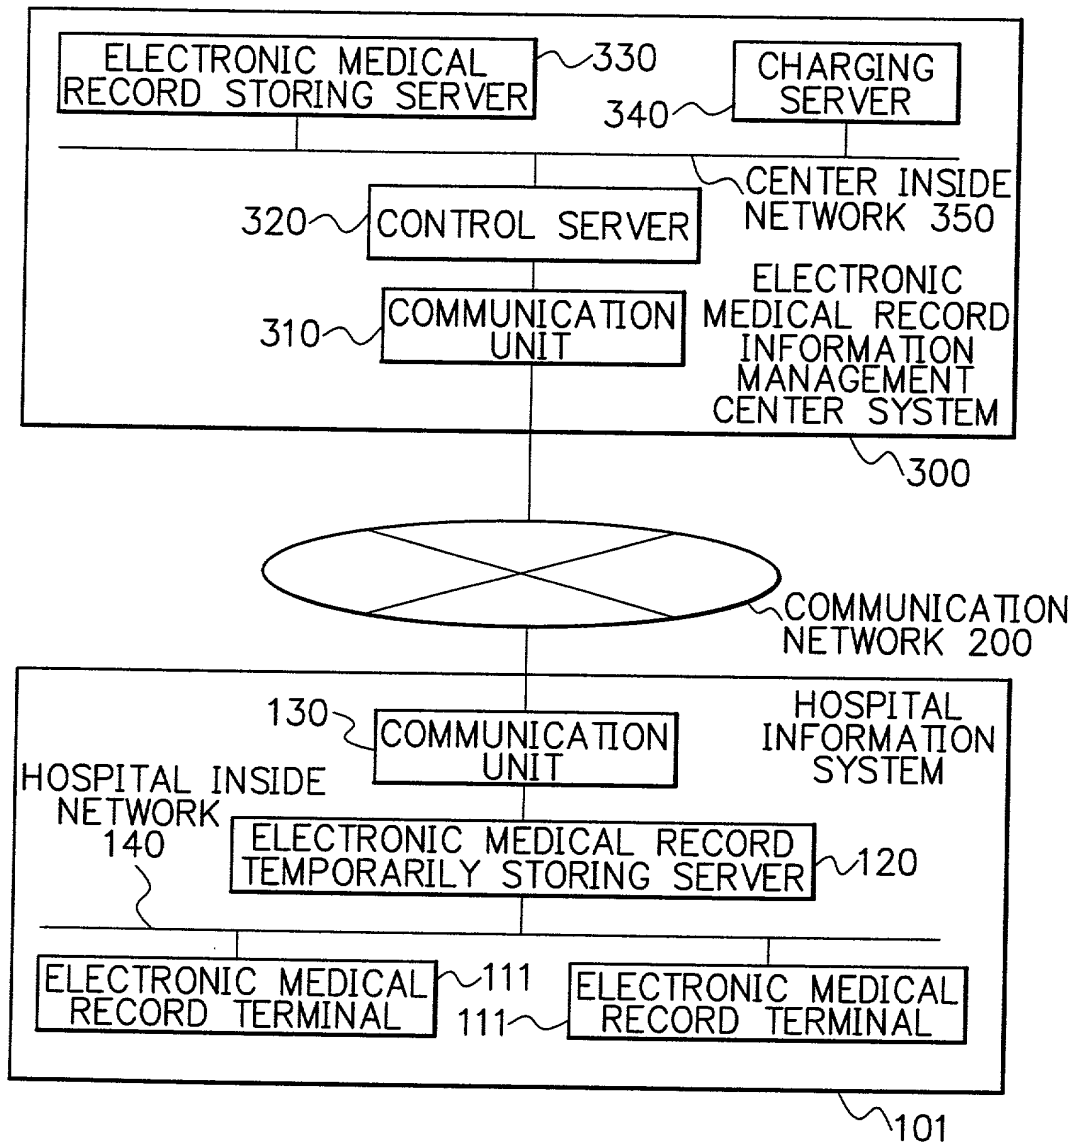 ELECTRONIC MEDICAL
RECORD STORING SERVER
330
CHARGING
SERVER
340
CENTER INSIDE
NETWORK 350
320
CONTROL SERVER
310
COMMUNICATION
UNIT
ELECTRONIC
MEDICAL RECORD
INFORMATION
MANAGEMENT
CENTER SYSTEM
300
COMMUNICATION
NETWORK 200
130
COMMUNICATION
UNIT
HOSPITAL
INFORMATION
SYSTEM
HOSPITAL INSIDE
NETWORK
140
ELECTRONIC MEDICAL RECORD
TEMPORARILY STORING SERVER
120
ELECTRONIC MEDICAL
RECORD TERMINAL
111
111
ELECTRONIC MEDICAL
RECORD TERMINAL
101